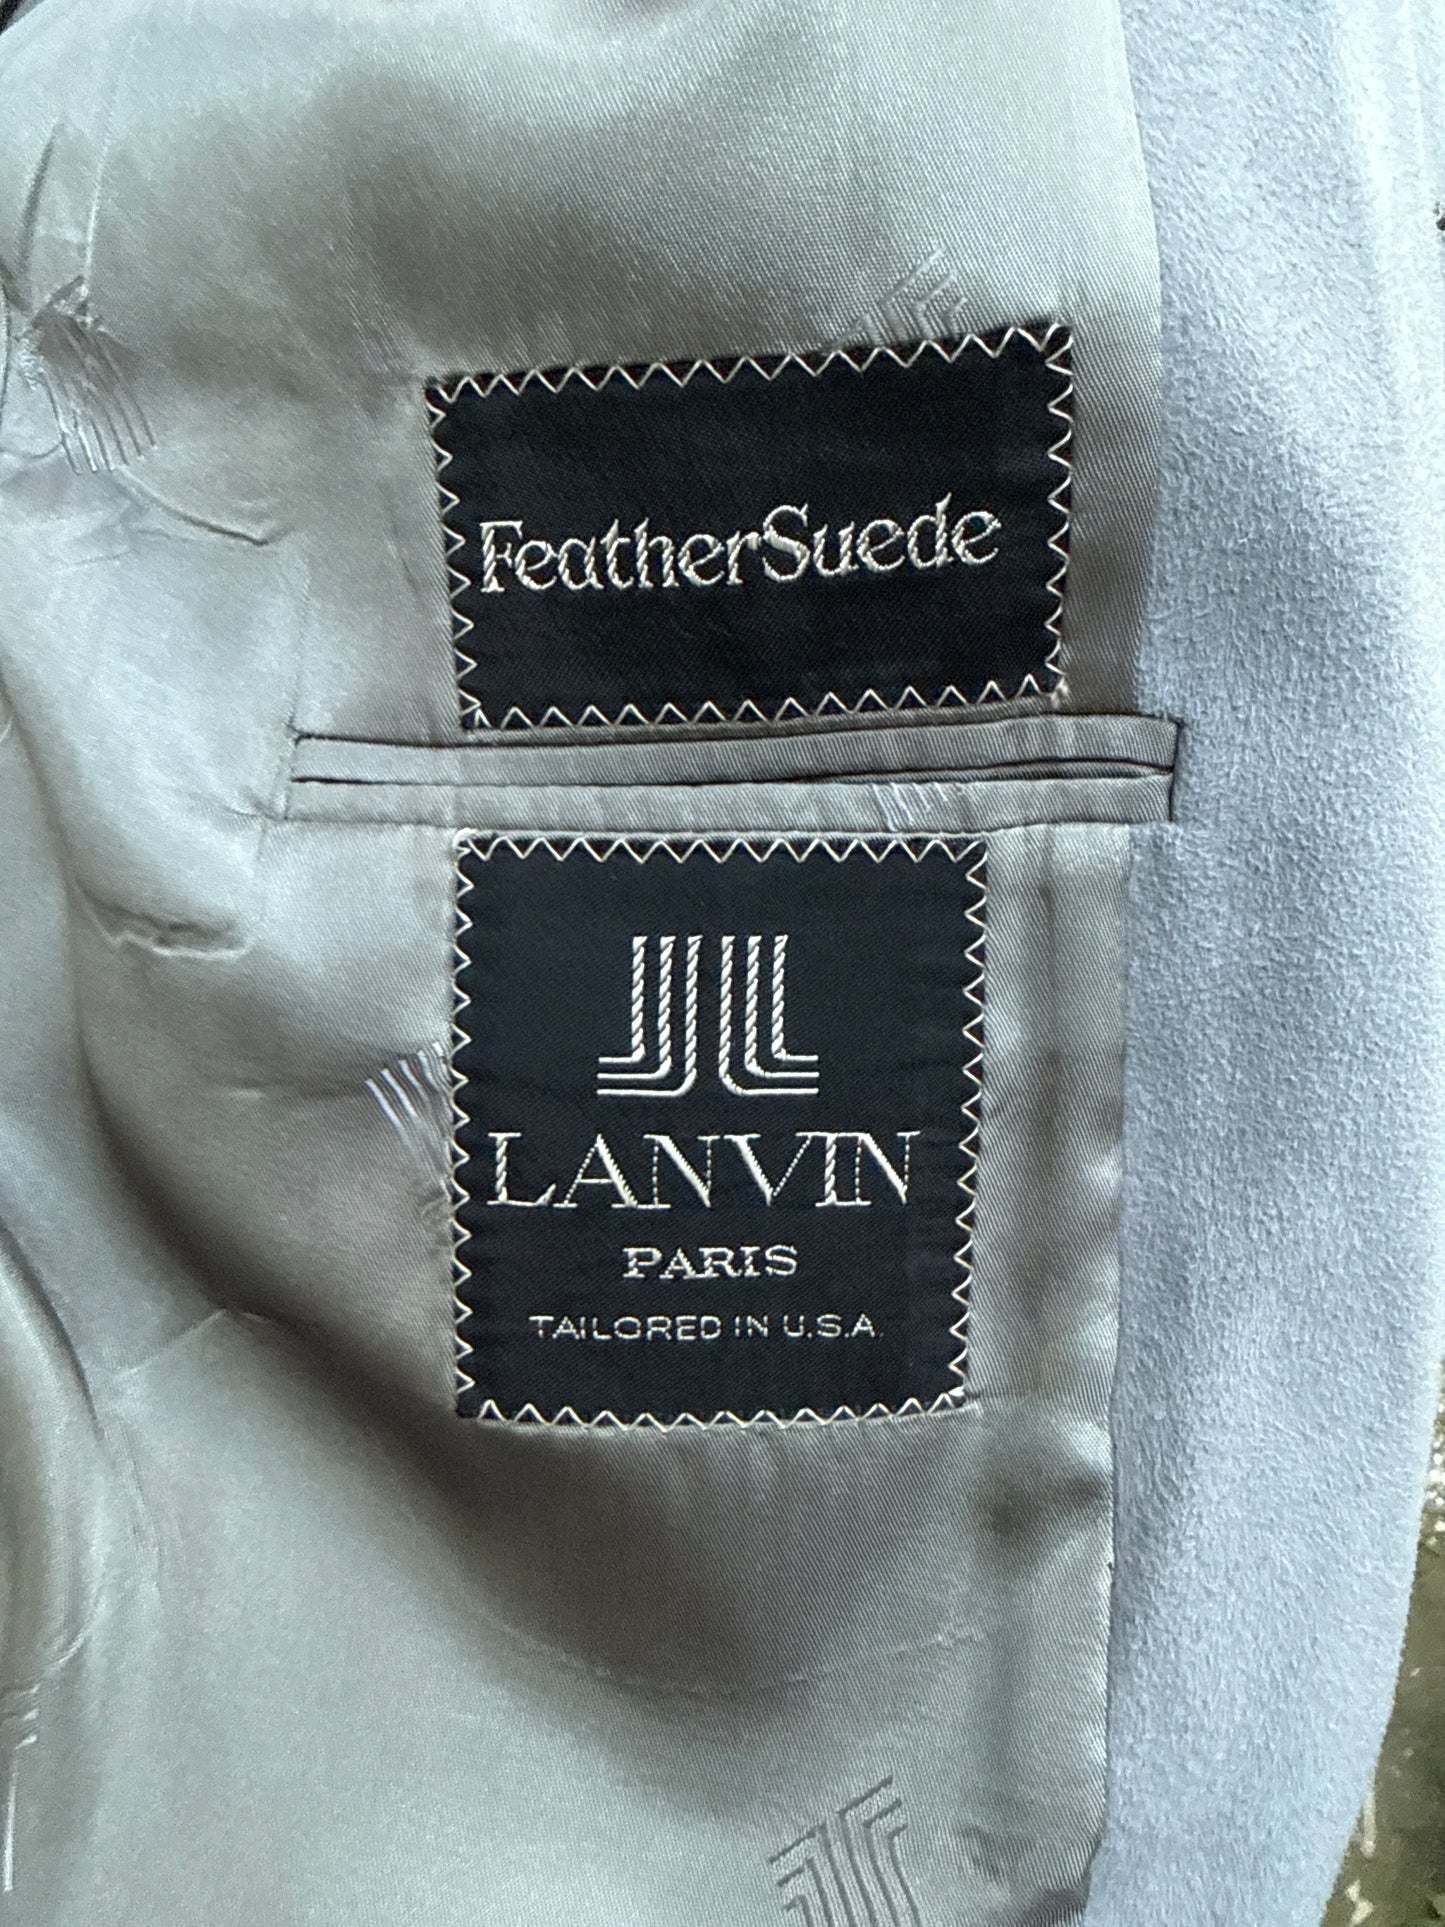 FeatherSuede
LANVIN
PARIS
TAILORED IN U.S.A.